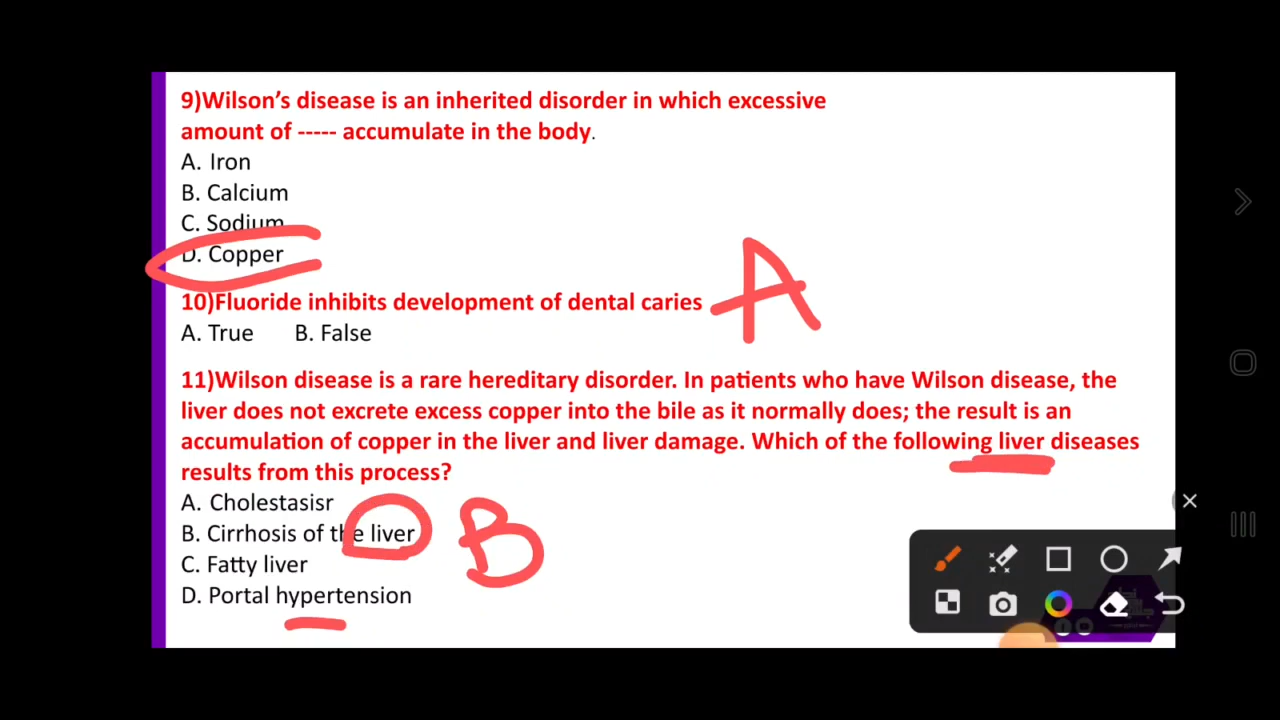 9)Wilson's disease is an inherited disorder in which excessive
amount of ----- accumulate in the body.
A. Iron
B. Calcium
C. Sodium
D. Copper
10)Fluoride inhibits development of dental caries
A
A. True B. False
11)Wilson disease is a rare hereditary disorder. In patients who have Wilson disease, the
liver does not excrete excess copper into the bile as it normally does; the result is an
accumulation of copper in the liver and liver damage. Which of the following liver diseases
results from this process?
A. Cholestasisr
B. Cirrhosis of the liver
B
C. Fatty liver
D. Portal hypertension